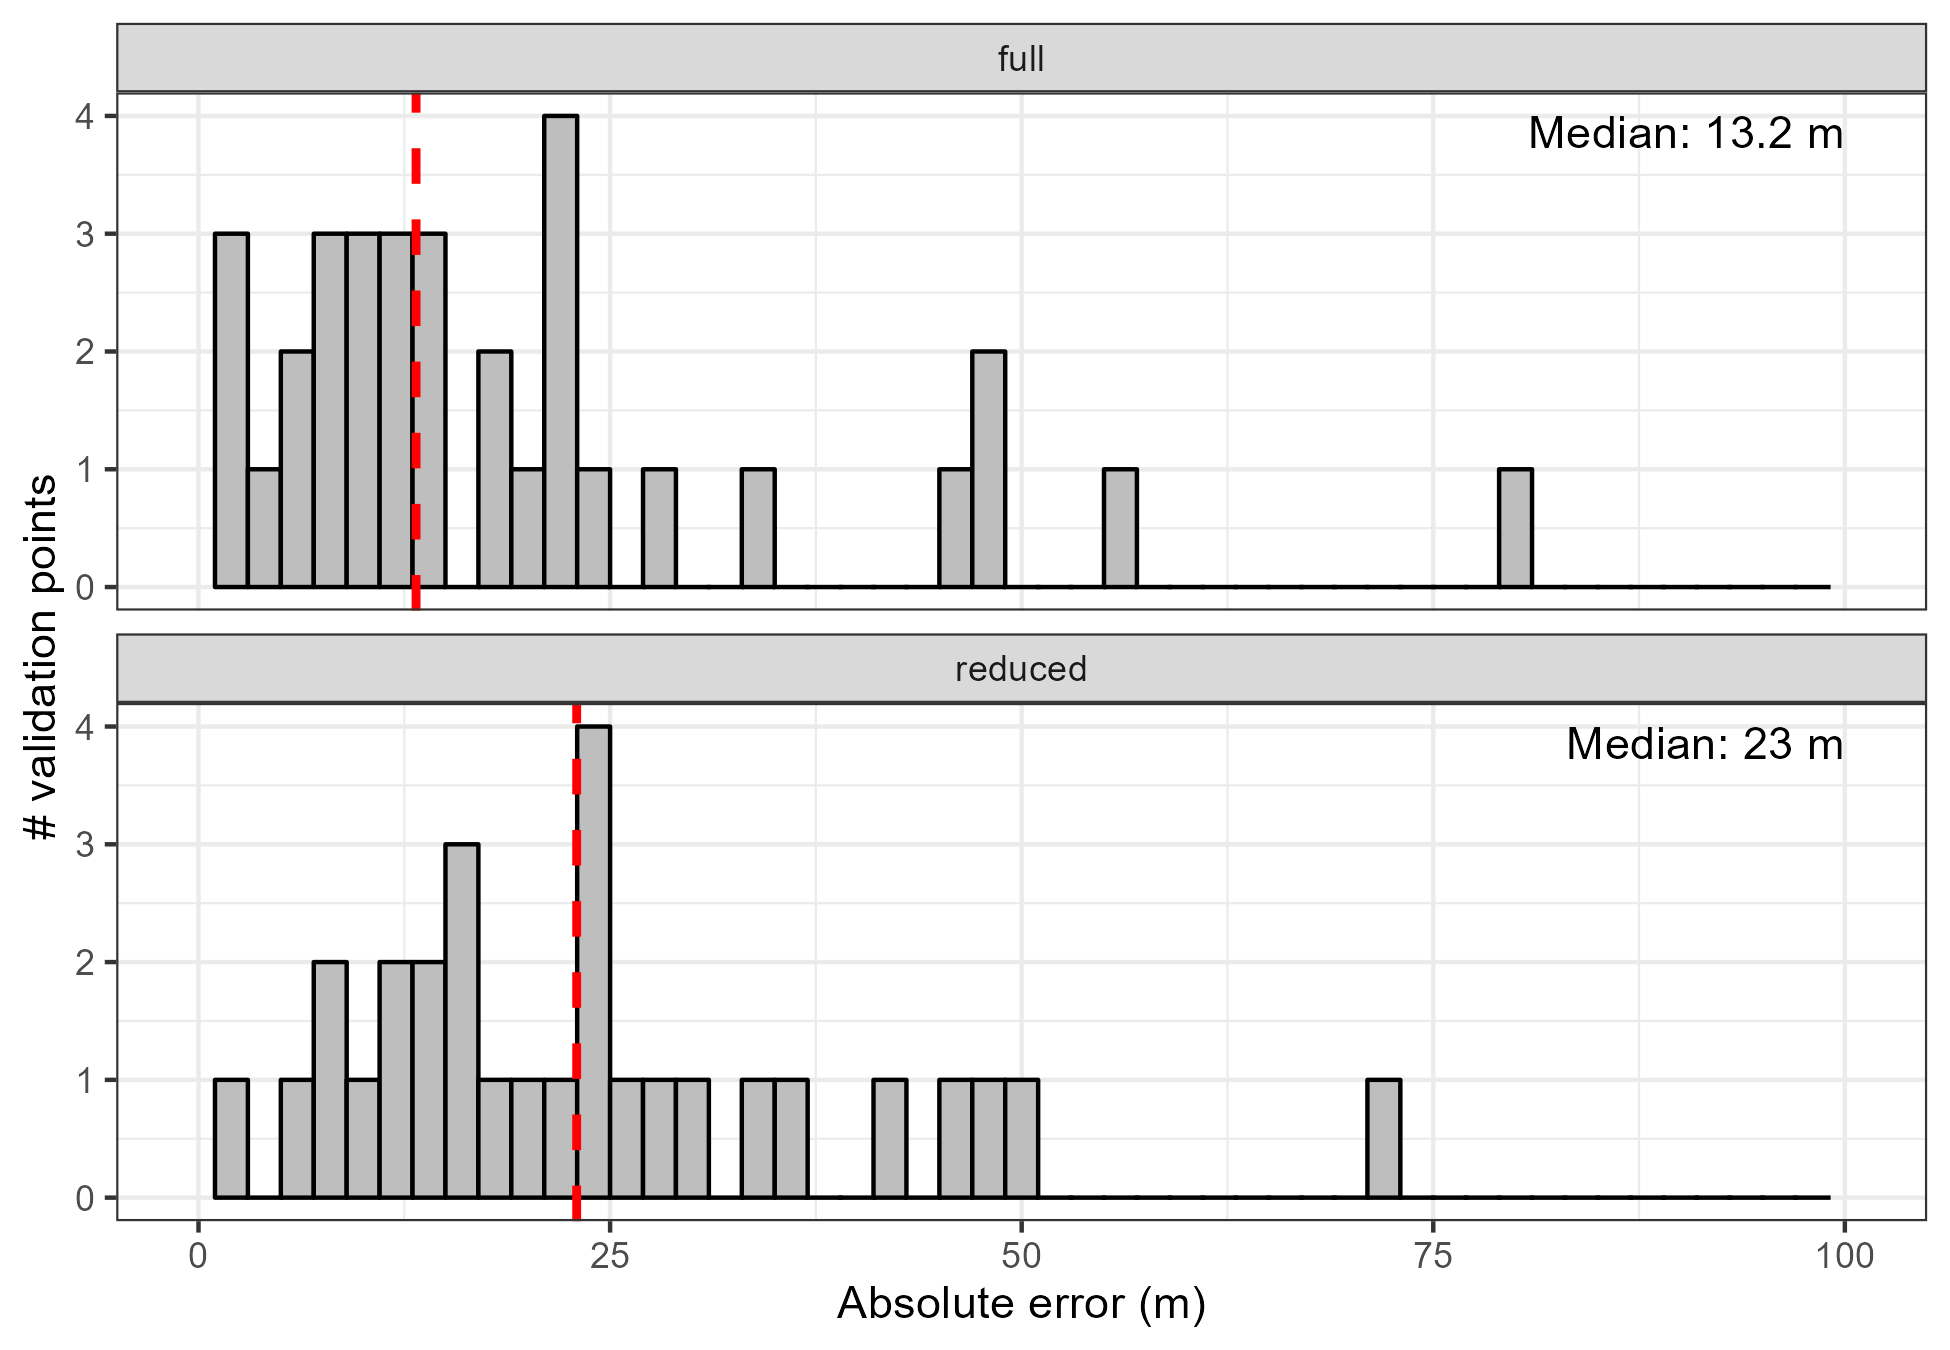 full
Median: 13.2 m
4
3
2
1
0
# validation points
reduced
Median: 23 m
4
3
2
1
0
0 25 50 75 100
Absolute error (m)